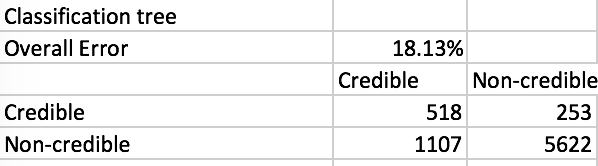 Classification tree
Overall Error 18.13%
Credible Non-credible
Credible 518 253
Non-credible 1107 5622